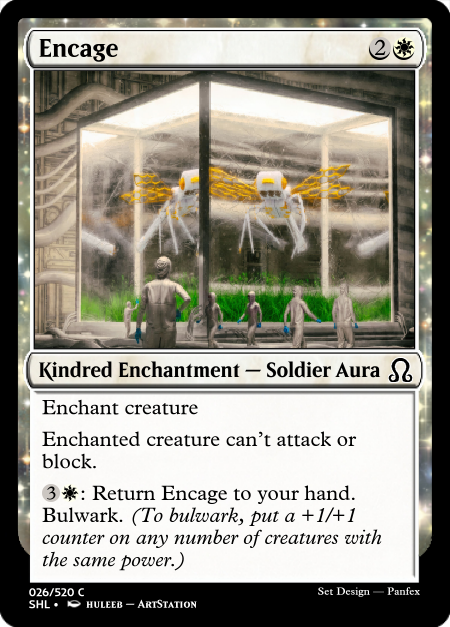 Encage 2
Kindred Enchantment — Soldier Aura
Enchant creature
Enchanted creature can't attack or
block.
3: Return Encage to your hand.
Bulwark. (To bulwark, put a +1/+1
counter on any number of creatures with
the same power.)
026/520 C
Set Design — Panfex
SHL • HULEEB — ArtStation